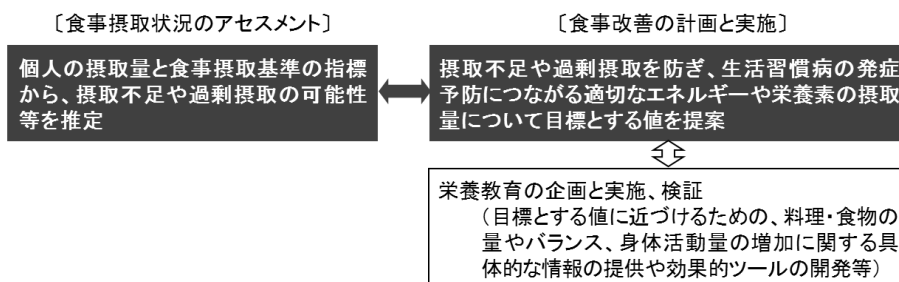 〔食事摂取状況のアセスメント〕
〔食事改善の計画と実施〕
個人の摂取量と食事摂取基準の指標
から、摂取不足や過剰摂取の可能性
等を推定
摂取不足や過剰摂取を防ぎ、生活習慣病の発症
予防につながる適切なエネルギーや栄養素の摂取
量について目標とする値を提案
栄養教育の企画と実施、検証
（目標とする値に近づけるための、料理・食物の
量やバランス、身体活動量の増加に関する具
体的な情報の提供や効果的ツールの開発等）